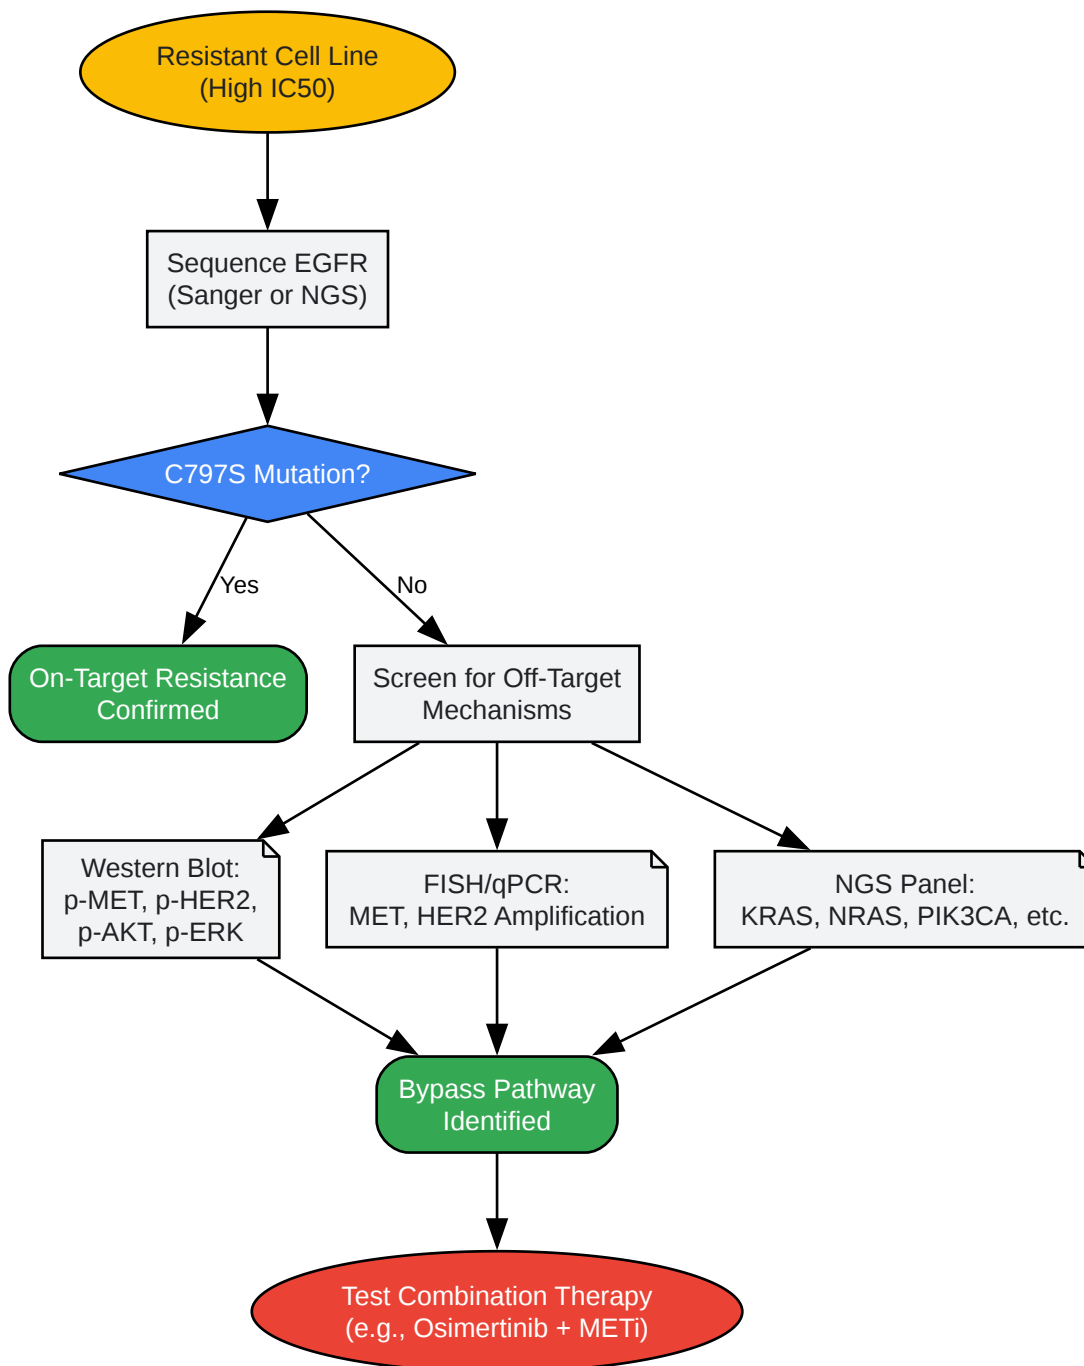 Resistant Cell Line
(High IC50)
Sequence EGFR
(Sanger or NGS)
C797S Mutation?
Yes
No
On-Target Resistance
Confirmed
Screen for Off-Target
Mechanisms
Western Blot:
p-MET, p-HER2,
p-AKT, p-ERK
FISH/qPCR:
MET, HER2 Amplification
NGS Panel:
KRAS, NRAS, PIK3CA, etc.
Bypass Pathway
Identified
Test Combination Therapy
(e.g., Osimertinib + METi)